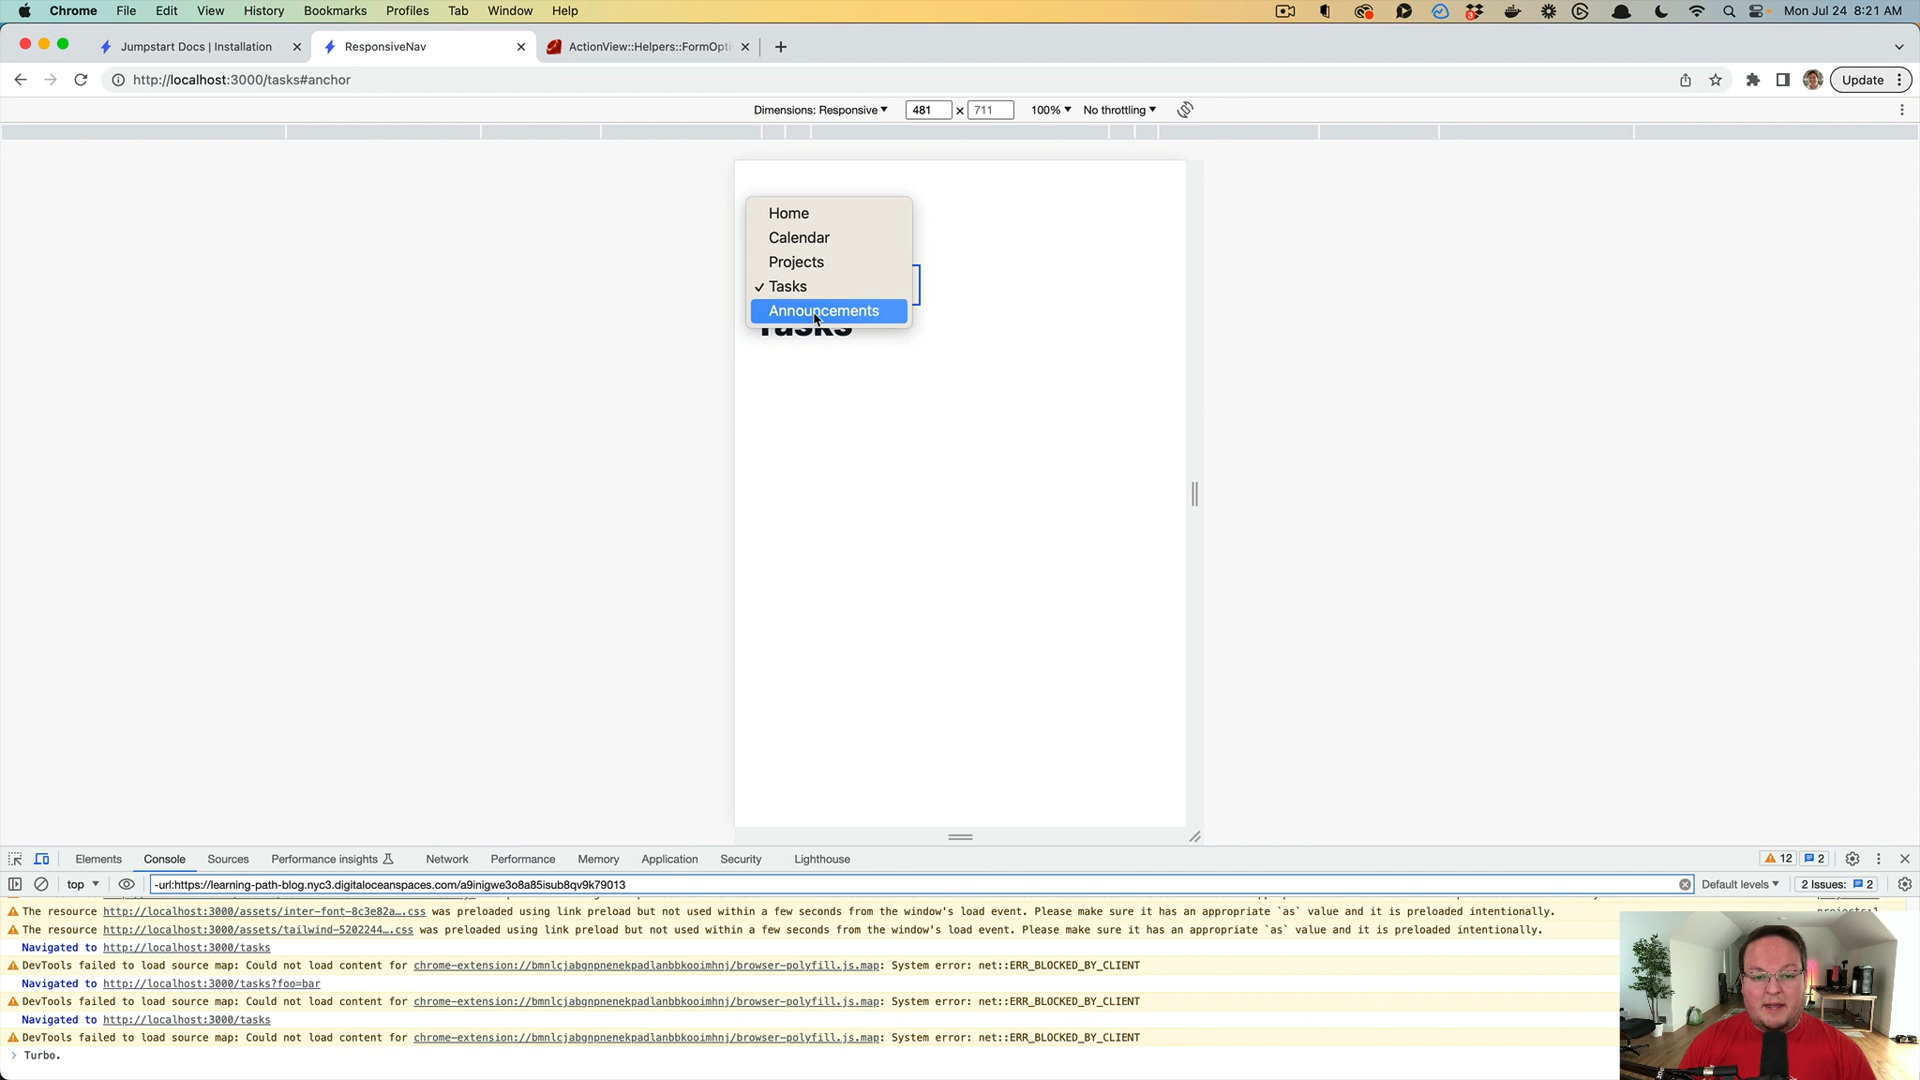 Chrome File Edit View History Bookmarks Profiles Tab Window Help Mon Jul 24 8:21 AM
Jumpstart Docs | Installation ResponsiveNav ActionView::Helpers::FormOpti
http://localhost:3000/tasks#anchor Update
Dimensions: Responsive 481 × 711 100% No throttling
Home
Calendar
Projects
✓ Tasks
Announcements
Tasks
Elements Console Sources Performance insights Network Performance Memory Application Security Lighthouse 12 2
top -url:https://learning-path-blog.nyc3.digitaloceanspaces.com/a9inigwe3o8a85isub8qv9k79013 Default levels 2 Issues: 2
The resource http://localhost:3000/assets/inter-font-8c3e82a….css was preloaded using link preload but not used within a few seconds from the window's load event. Please make sure it has an appropriate `as` value and it is preloaded intentionally. projects:1
The resource http://localhost:3000/assets/tailwind-5202244….css was preloaded using link preload but not used within a few seconds from the window's load event. Please make sure it has an appropriate `as` value and it is preloaded intentionally.
Navigated to http://localhost:3000/tasks
DevTools failed to load source map: Could not load content for chrome-extension://bmnlcjabgnpnenekpadlanbbkooimhnj/browser-polyfill.js.map: System error: net::ERR_BLOCKED_BY_CLIENT
Navigated to http://localhost:3000/tasks?foo=bar
DevTools failed to load source map: Could not load content for chrome-extension://bmnlcjabgnpnenekpadlanbbkooimhnj/browser-polyfill.js.map: System error: net::ERR_BLOCKED_BY_CLIENT
Navigated to http://localhost:3000/tasks
DevTools failed to load source map: Could not load content for chrome-extension://bmnlcjabgnpnenekpadlanbbkooimhnj/browser-polyfill.js.map: System error: net::ERR_BLOCKED_BY_CLIENT
> Turbo.